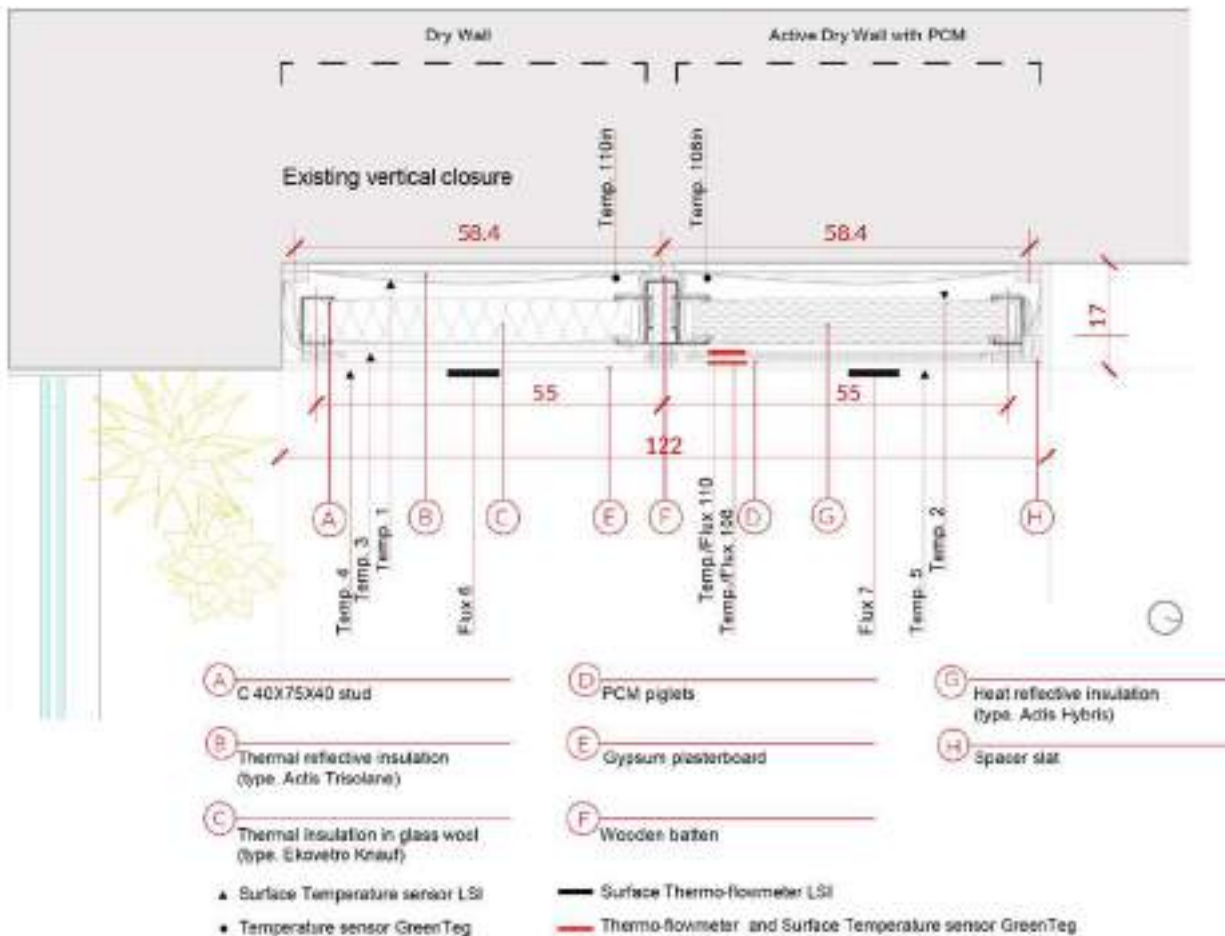 Dry Wall
Active Dry Wall with PCM
Existing vertical closure
Temp. 110in
Temp. 108in
58.4
58.4
17
55
55
122
A
B
C
E
F
D
G
H
Temp. 4
Temp. 3
Temp. 1
Flux 6
Temp./Flux 110
Temp./Flux 108
Flux 7
Temp. 5
Temp. 2
A
C 40X75X40 stud
B
Thermal reflective insulation
(type. Actis Trisolane)
C
Thermal insulation in glass wool
(type. Ekovetro Knauf)
D
PCM piglets
E
Gypsum plasterboard
F
Wooden batten
G
Heat reflective insulation
(type. Actis Hybris)
H
Spacer slat
Surface Temperature sensor LSI
Temperature sensor GreenTeg
Surface Thermo-flowmeter LSI
Thermo-flowmeter and Surface Temperature sensor GreenTeg